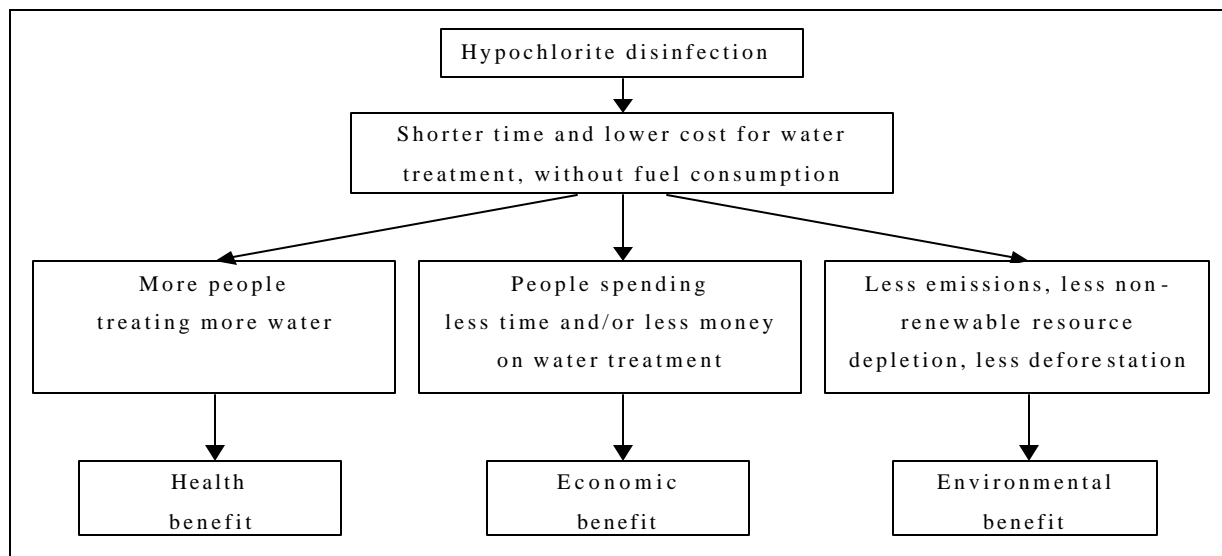 Hypochlorite disinfection
Shorter time and lower cost for water
treatment, without fuel consumption
More people
treating more water
People spending
less time and/or less money
on water treatment
Less emissions, less non-
renewable resource
depletion, less deforestation
Health
benefit
Economic
benefit
Environmental
benefit